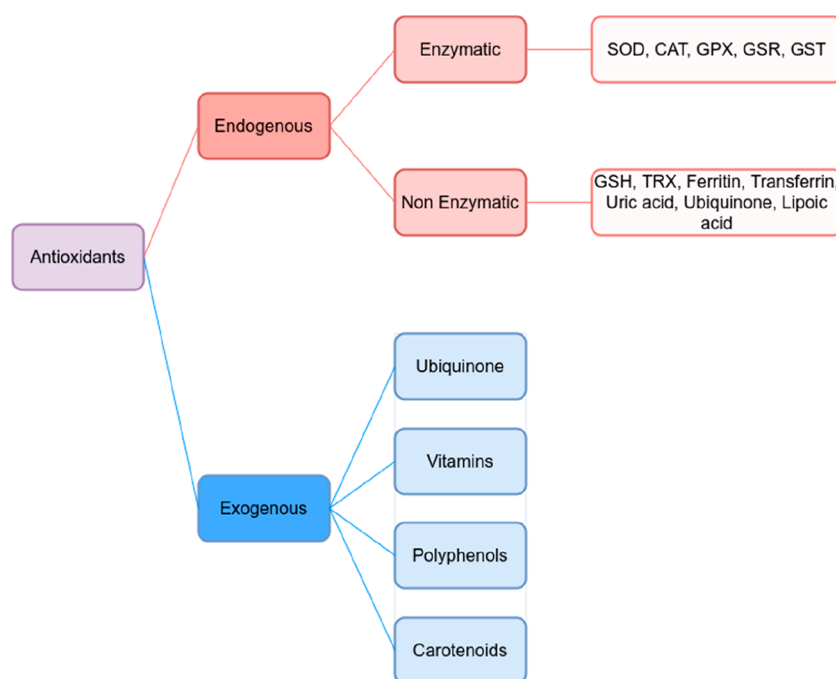 Antioxidants
Endogenous
Enzymatic
SOD, CAT, GPX, GSR, GST
Non Enzymatic
GSH, TRX, Ferritin, Transferrin,
Uric acid, Ubiquinone, Lipoic
acid
Exogenous
Ubiquinone
Vitamins
Polyphenols
Carotenoids